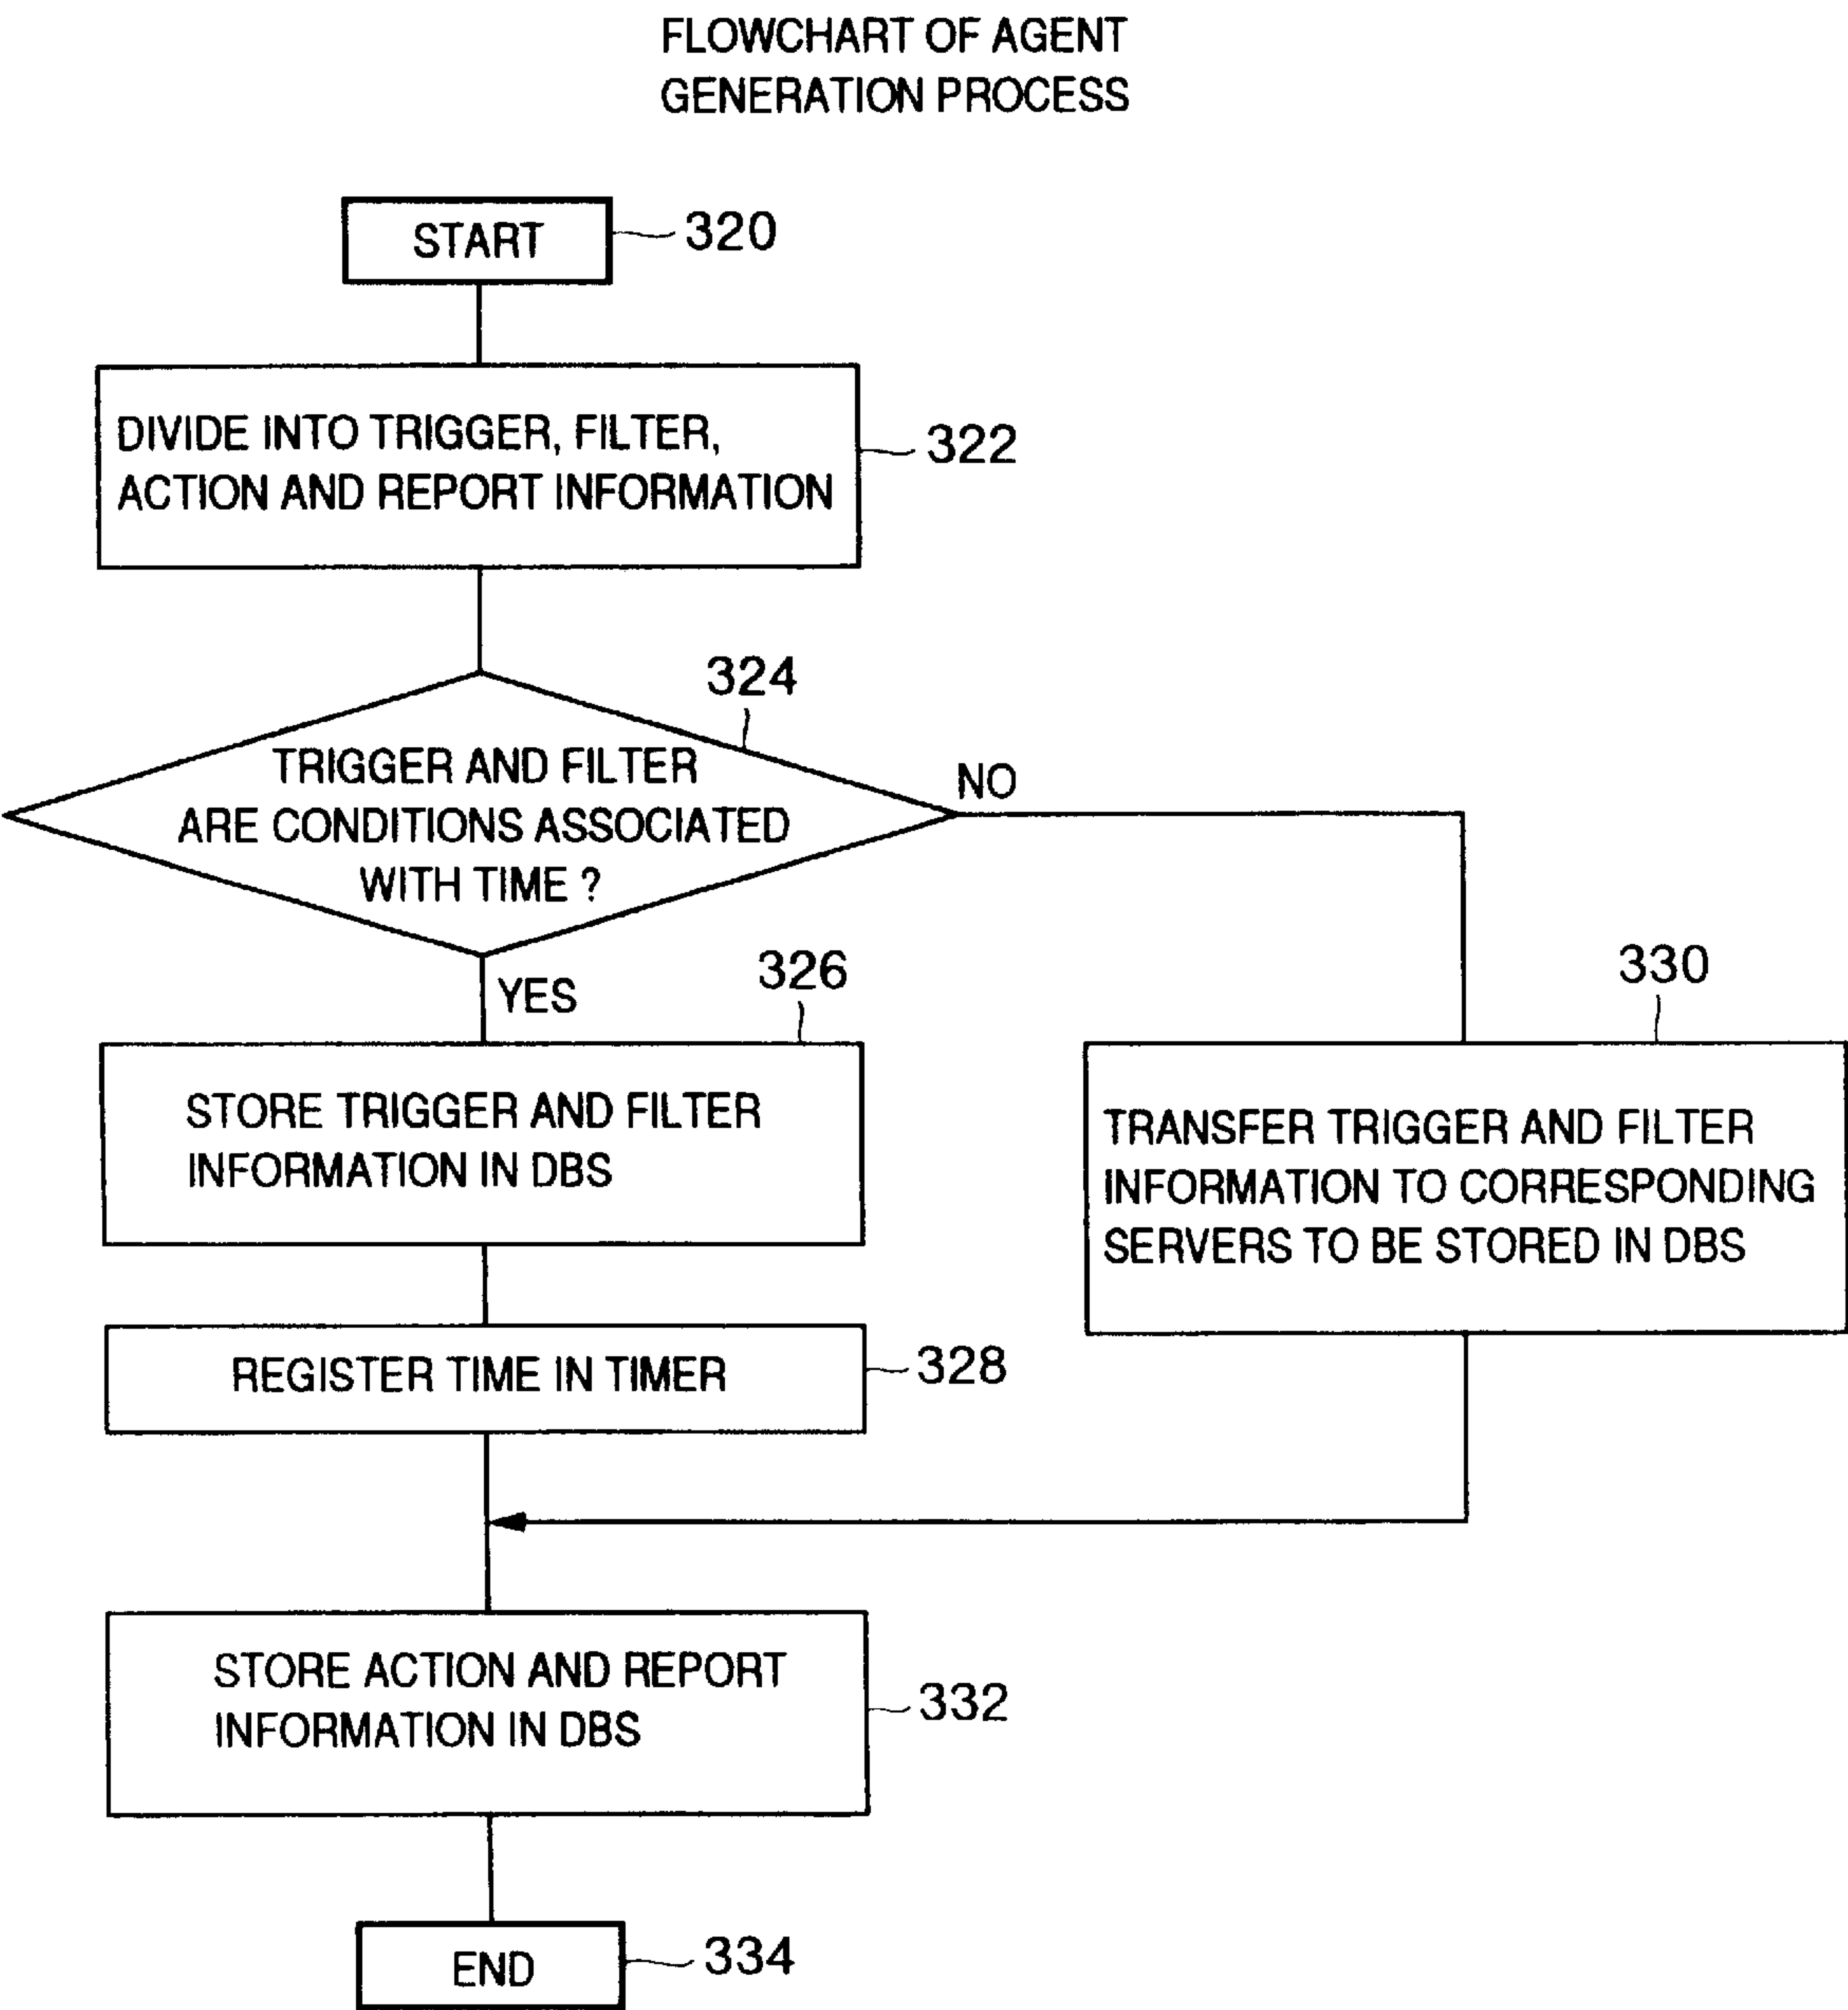 FLOWCHART OF AGENT
GENERATION PROCESS
START
320
DIVIDE INTO TRIGGER, FILTER,
ACTION AND REPORT INFORMATION
322
324
TRIGGER AND FILTER
ARE CONDITIONS ASSOCIATED
WITH TIME ?
NO
YES
326
330
STORE TRIGGER AND FILTER
INFORMATION IN DBS
TRANSFER TRIGGER AND FILTER
INFORMATION TO CORRESPONDING
SERVERS TO BE STORED IN DBS
REGISTER TIME IN TIMER
328
STORE ACTION AND REPORT
INFORMATION IN DBS
332
END
334